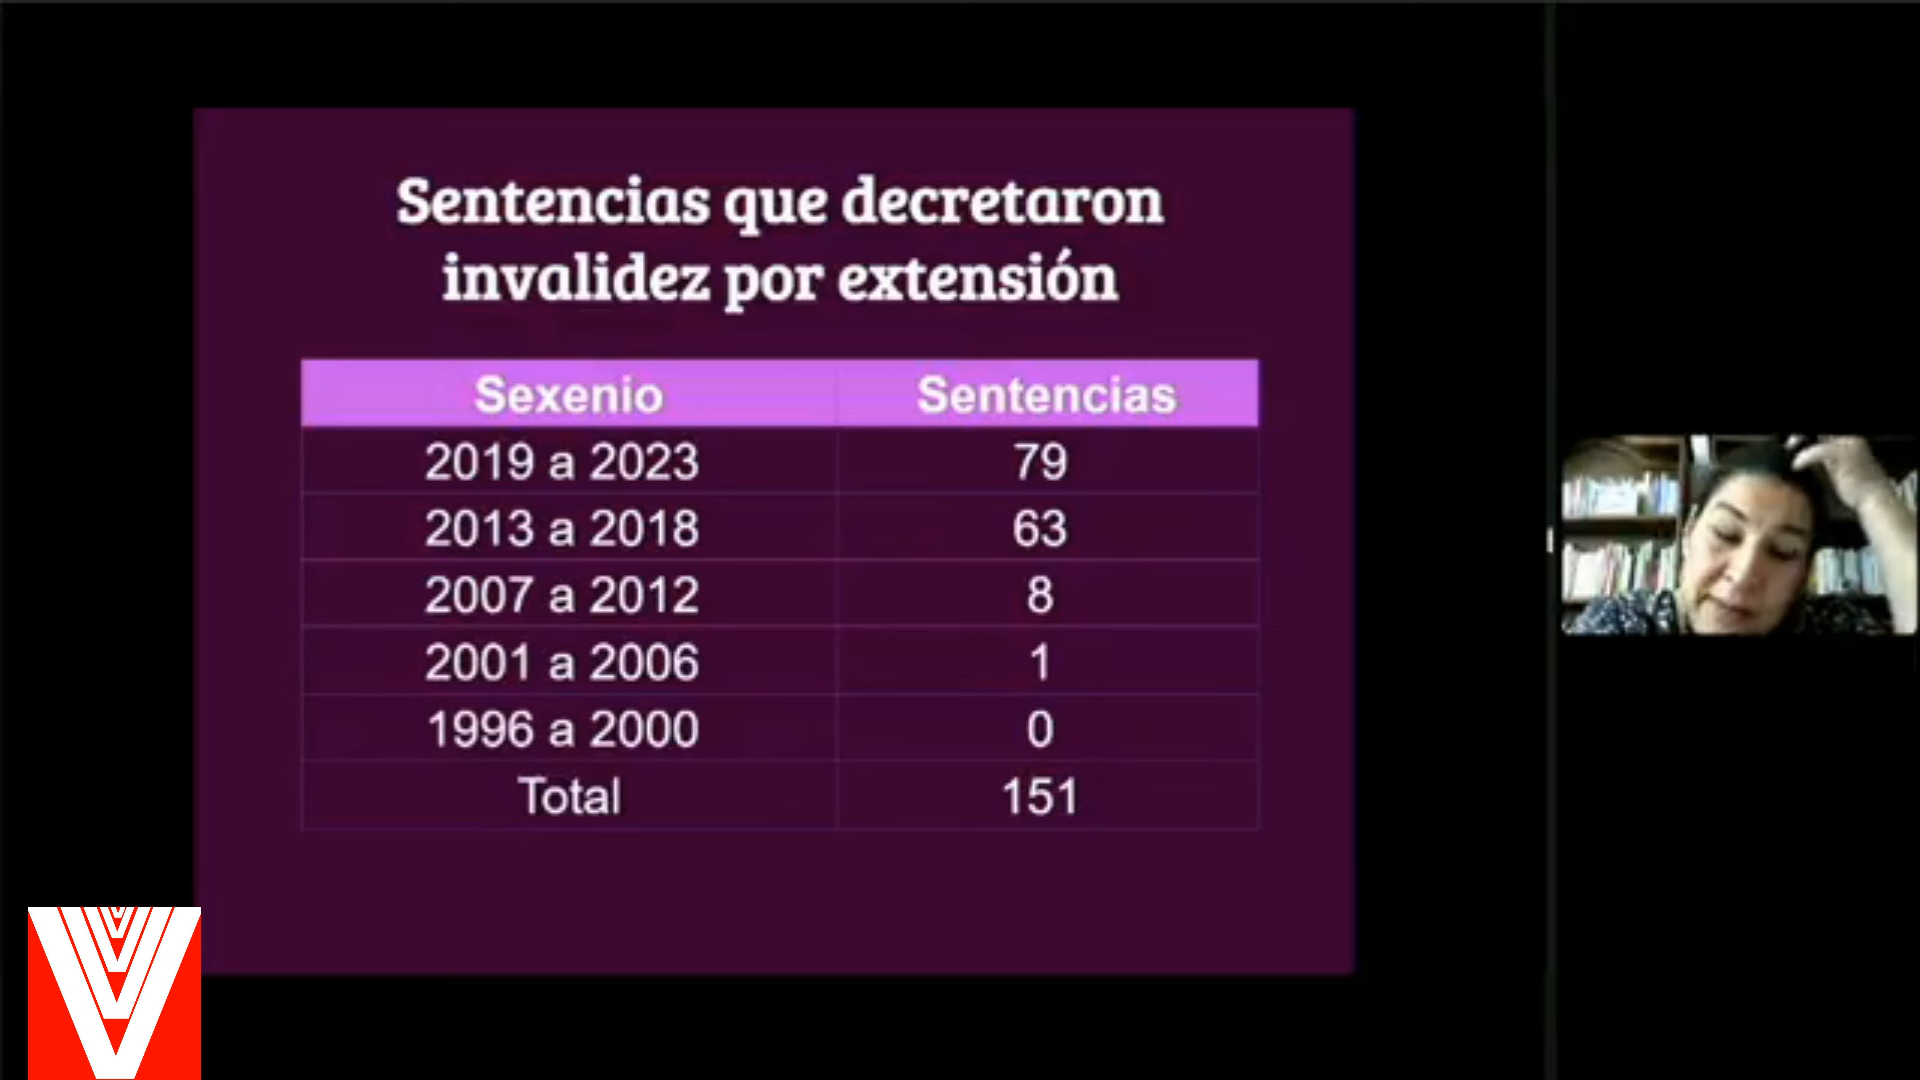 Sentencias que decretaron
invalidez por extensión
Sexenio Sentencias
2019 a 2023 79
2013 a 2018 63
2007 a 2012 8
2001 a 2006 1
1996 a 2000 0
Total 151